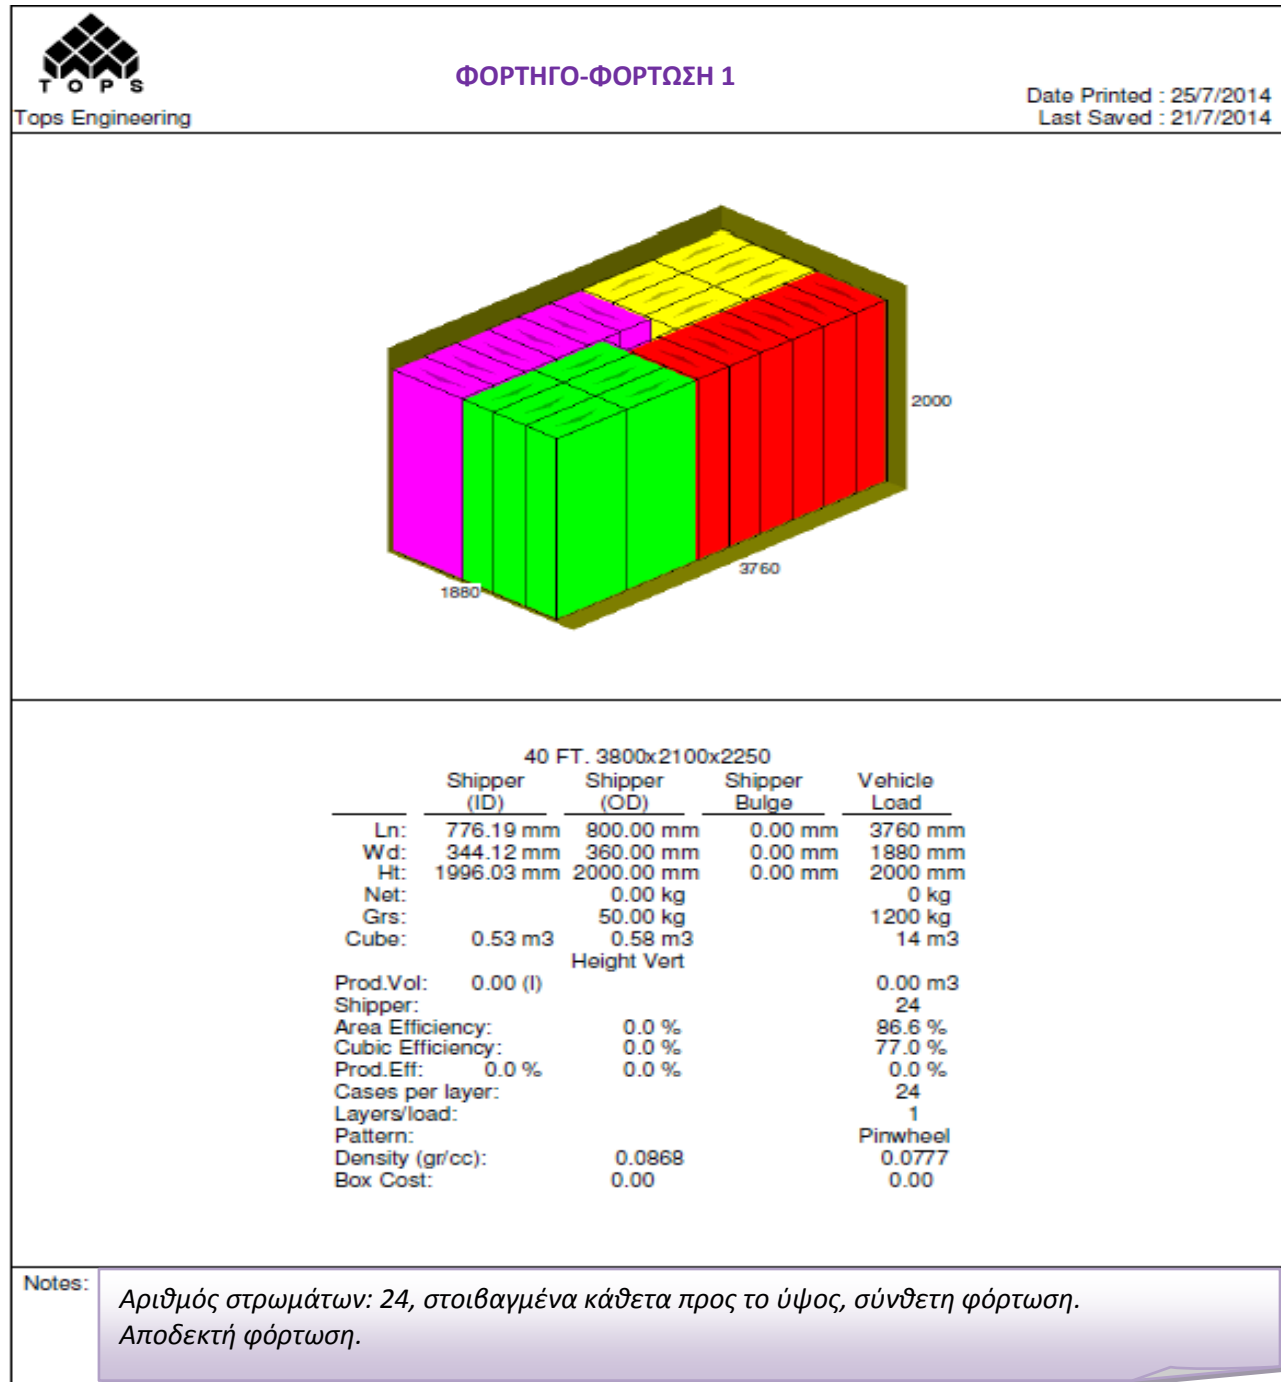 TOPS
Tops Engineering
ΦΟΡΤΗΓΟ-ΦΟΡΤΩΣΗ 1
Date Printed : 25/7/2014
Last Saved : 21/7/2014
2000
3760
1880
40 FT. 3800x2100x2250
Shipper Shipper Shipper Vehicle
(ID) (OD) Bulge Load
Ln: 776.19 mm 800.00 mm 0.00 mm 3760 mm
Wd: 344.12 mm 360.00 mm 0.00 mm 1880 mm
Ht: 1996.03 mm 2000.00 mm 0.00 mm 2000 mm
Net: 0.00 kg 0 kg
Grs: 50.00 kg 1200 kg
Cube: 0.53 m3 0.58 m3 14 m3
Height Vert
Prod.Vol: 0.00 (l) 0.00 m3
Shipper: 24
Area Efficiency: 0.0 % 86.6 %
Cubic Efficiency: 0.0 % 77.0 %
Prod.Eff: 0.0 % 0.0 % 0.0 %
Cases per layer: 24
Layers/load: 1
Pattern: Pinwheel
Density (gr/cc): 0.0868 0.0777
Box Cost: 0.00 0.00
Notes:
Αριθμός στρωμάτων: 24, στοιβαγμένα κάθετα προς το ύψος, σύνθετη φόρτωση.
Αποδεκτή φόρτωση.